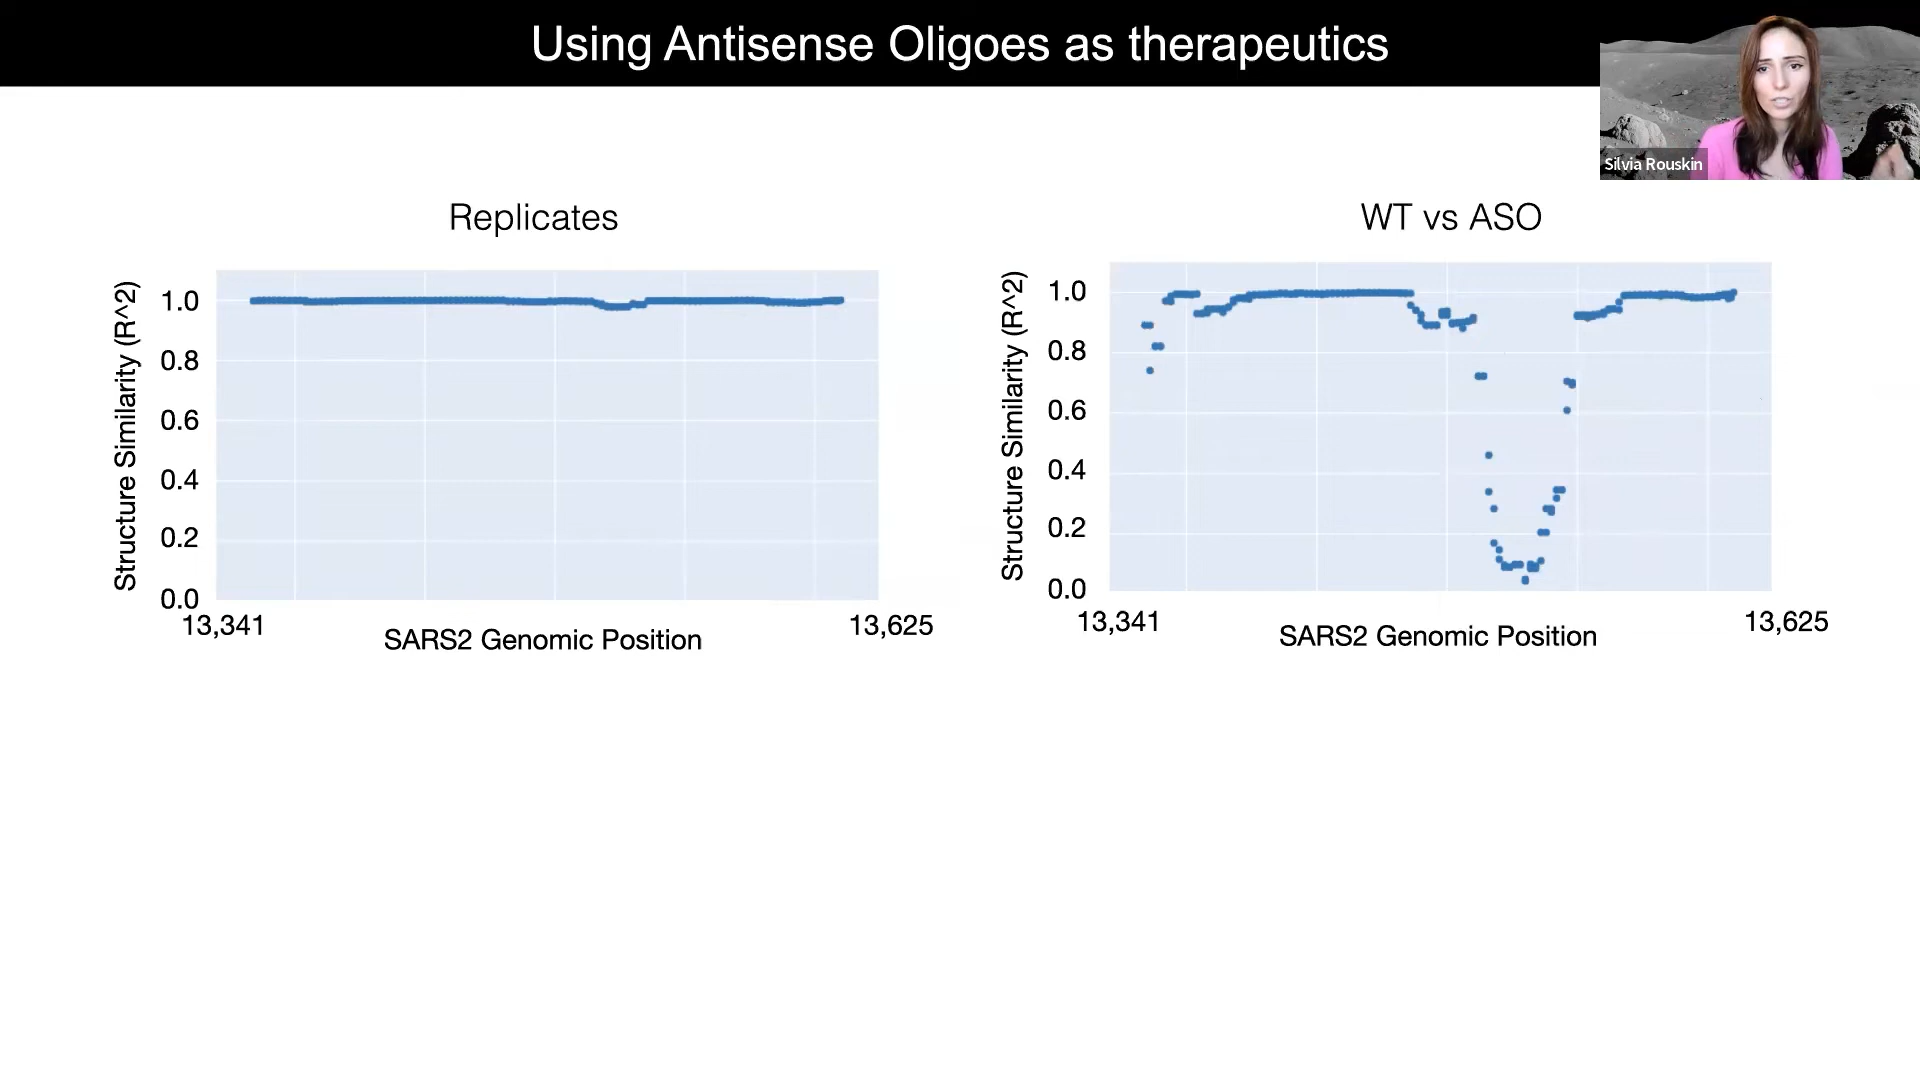 Using Antisense Oligoes as therapeutics
Silvia Rouskin
Replicates
Structure Similarity (R^2)
1.0
0.8
0.6
0.4
0.2
0.0
13,341
13,625
SARS2 Genomic Position
WT vs ASO
Structure Similarity (R^2)
1.0
0.8
0.6
0.4
0.2
0.0
13,341
13,625
SARS2 Genomic Position